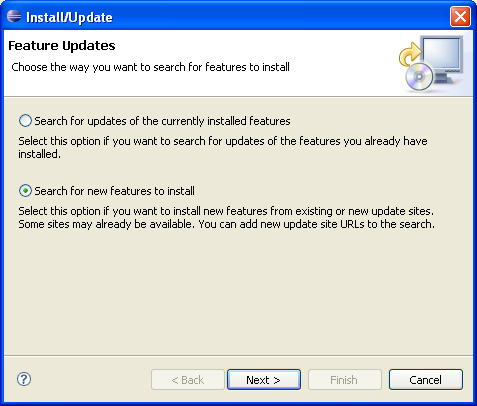 Install/Update
Feature Updates
Choose the way you want to search for features to install
Search for updates of the currently installed features
Select this option if you want to search for updates of the features you already have
installed.
Search for new features to install
Select this option if you want to install new features from existing or new update sites.
Some sites may already be available. You can add new update site URLs to the search.
?
< Back
Next >
Finish
Cancel